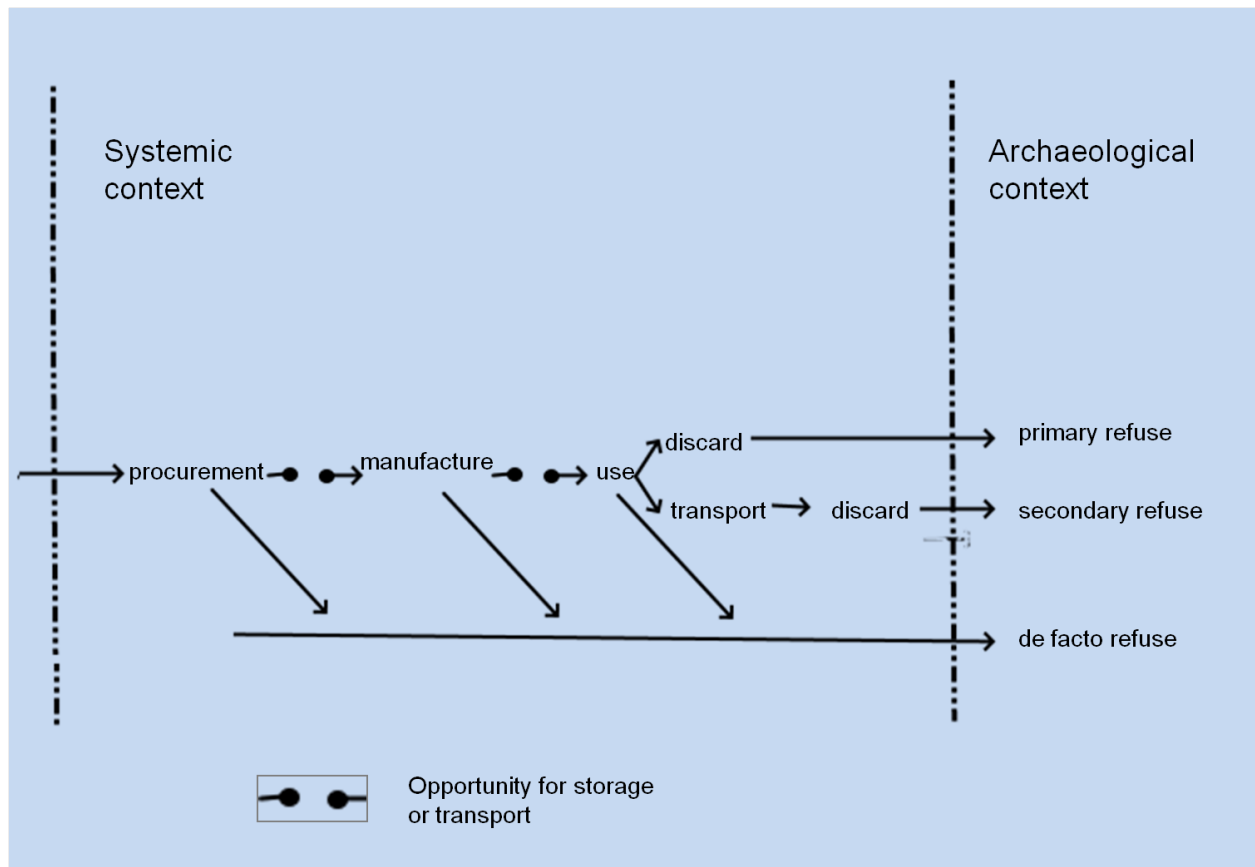 Systemic
context
Archaeological
context
procurement
manufacture
use
discard
primary refuse
transport
discard
secondary refuse
de facto refuse
Opportunity for storage
or transport